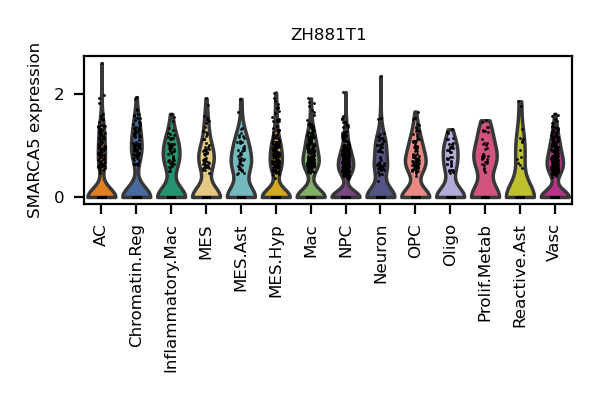 ZH881T1
SMARCA5 expression
2
0
AC
Chromatin.Reg
Inflammatory.Mac
MES
MES.Ast
MES.Hyp
Mac
NPC
Neuron
OPC
Oligo
Prolif.Metab
Reactive.Ast
Vasc